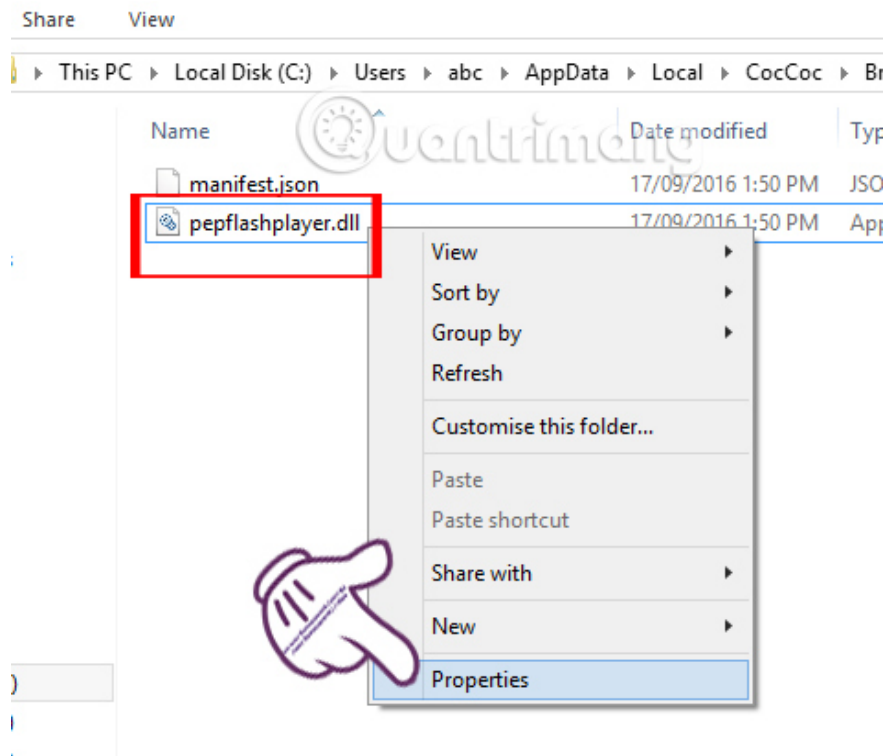 Share View
This PC Local Disk (C:) Users abc AppData Local CocCoc
Name Date modified
Quantrimang
manifest.json 17/09/2016 1:50 PM
pepflashplayer.dll 17/09/2016 1:50 PM
View
Sort by
Group by
Refresh
Customise this folder...
Paste
Paste shortcut
Share with
New
Properties